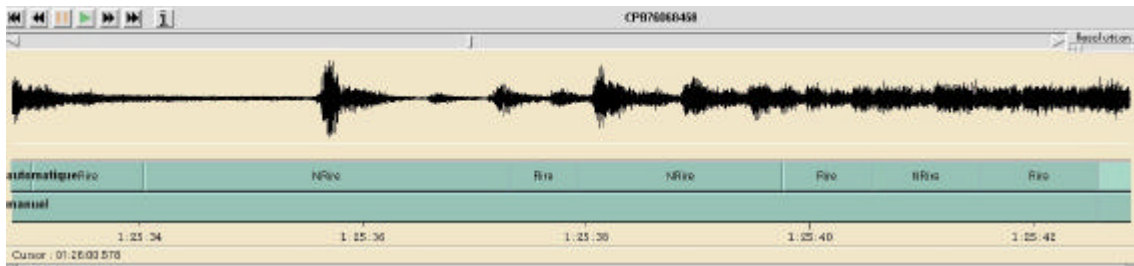 CP876068458
Resolution
automatique Rire NRire Rire NRire Rire NRire Rire
manuel
1:25:34 1:25:36 1:25:38 1:25:40 1:25:42
Cursor : 01:26:00.578